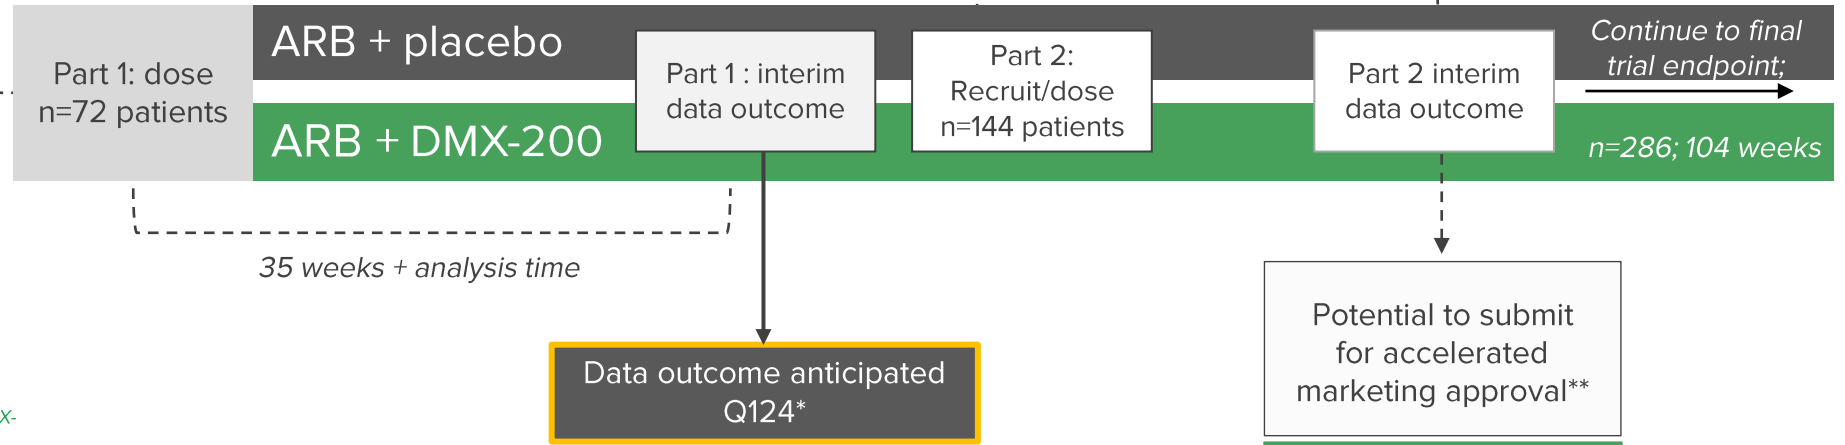 Part 1: dose
n=72 patients
ARB + placebo
ARB + DMX-200
Part 1 : interim
data outcome
Part 2:
Recruit/dose
n=144 patients
Part 2 interim
data outcome
Continue to final
trial endpoint;
n=286; 104 weeks
35 weeks + analysis time
Data outcome anticipated
Q124*
Potential to submit
for accelerated
marketing approval**
X-